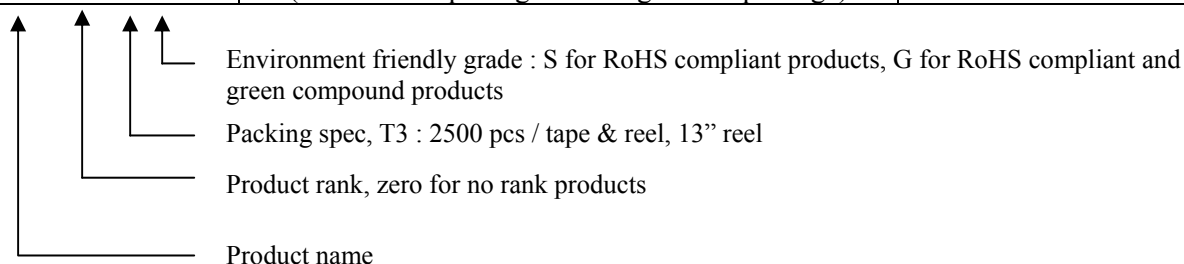 Environment friendly grade : S for RoHS compliant products, G for RoHS compliant and
green compound products
Packing spec, T3 : 2500 pcs / tape & reel, 13” reel
Product rank, zero for no rank products
Product name